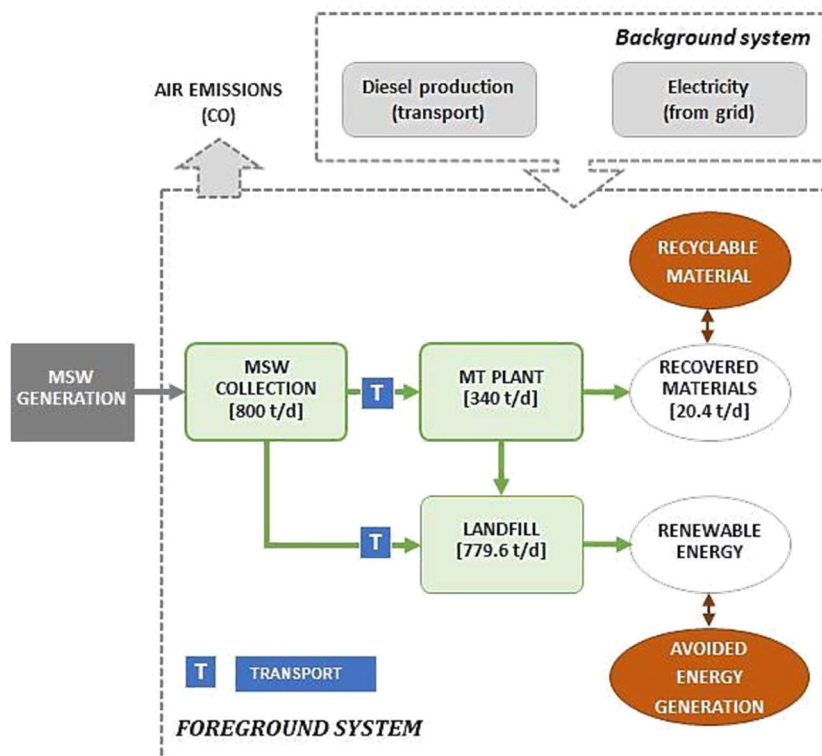 Background system
Diesel production
(transport)
Electricity
(from grid)
AIR EMISSIONS
(CO)
RECYCLABLE
MATERIAL
MSW
GENERATION
MSW
COLLECTION
[800 t/d]
T
MT PLANT
[340 t/d]
RECOVERED
MATERIALS
[20.4 t/d]
T
LANDFILL
[779.6 t/d]
RENEWABLE
ENERGY
AVOIDED
ENERGY
GENERATION
T
TRANSPORT
FOREGROUND SYSTEM